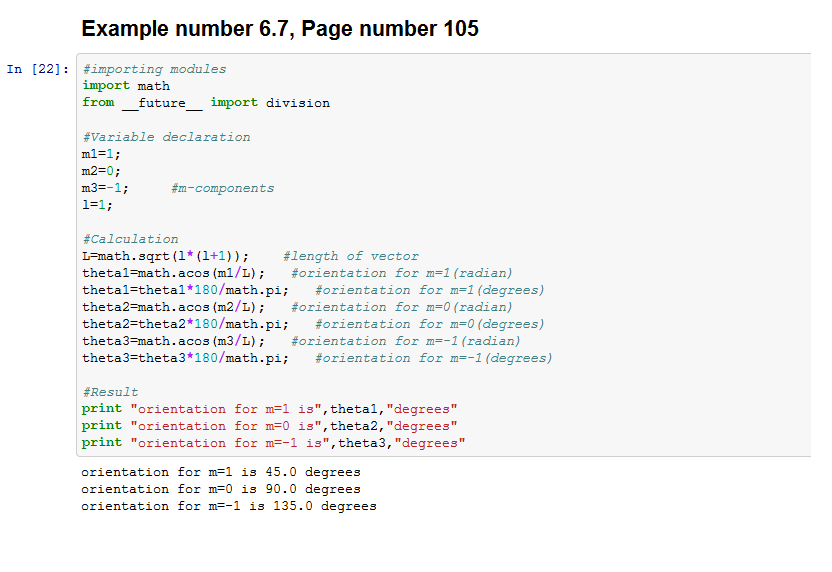 Example number 6.7, Page number 105
In [22]:
#importing modules
import math
from __future__ import division
#Variable declaration
m1=1;
m2=0;
m3=-1;     #m-components
l=1;
#Calculation
L=math.sqrt(l*(l+1));    #length of vector
theta1=math.acos(m1/L);   #orientation for m=1(radian)
theta1=theta1*180/math.pi;   #orientation for m=1(degrees)
theta2=math.acos(m2/L);   #orientation for m=0(radian)
theta2=theta2*180/math.pi;   #orientation for m=0(degrees)
theta3=math.acos(m3/L);   #orientation for m=-1(radian)
theta3=theta3*180/math.pi;   #orientation for m=-1(degrees)
#Result
print "orientation for m=1 is",theta1,"degrees"
print "orientation for m=0 is",theta2,"degrees"
print "orientation for m=-1 is",theta3,"degrees"
orientation for m=1 is 45.0 degrees
orientation for m=0 is 90.0 degrees
orientation for m=-1 is 135.0 degrees